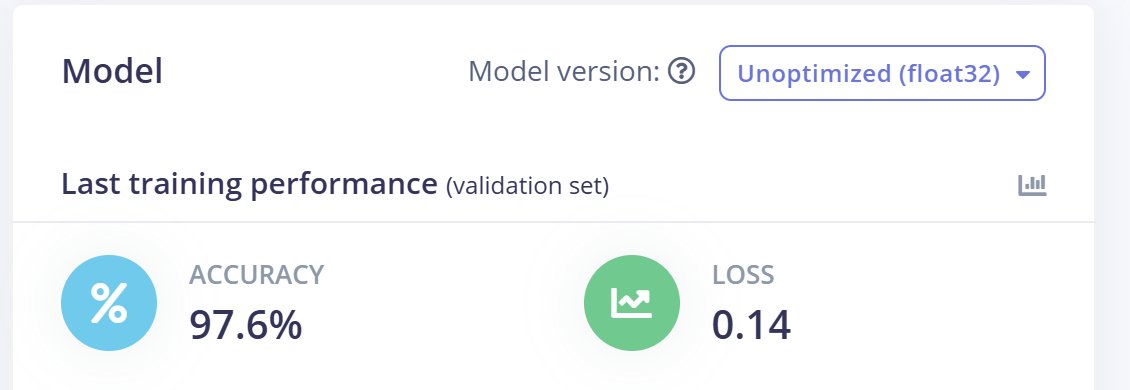 Model
Model version: ? Unoptimized (float32)
Last training performance (validation set)
% ACCURACY
97.6%
LOSS
0.14